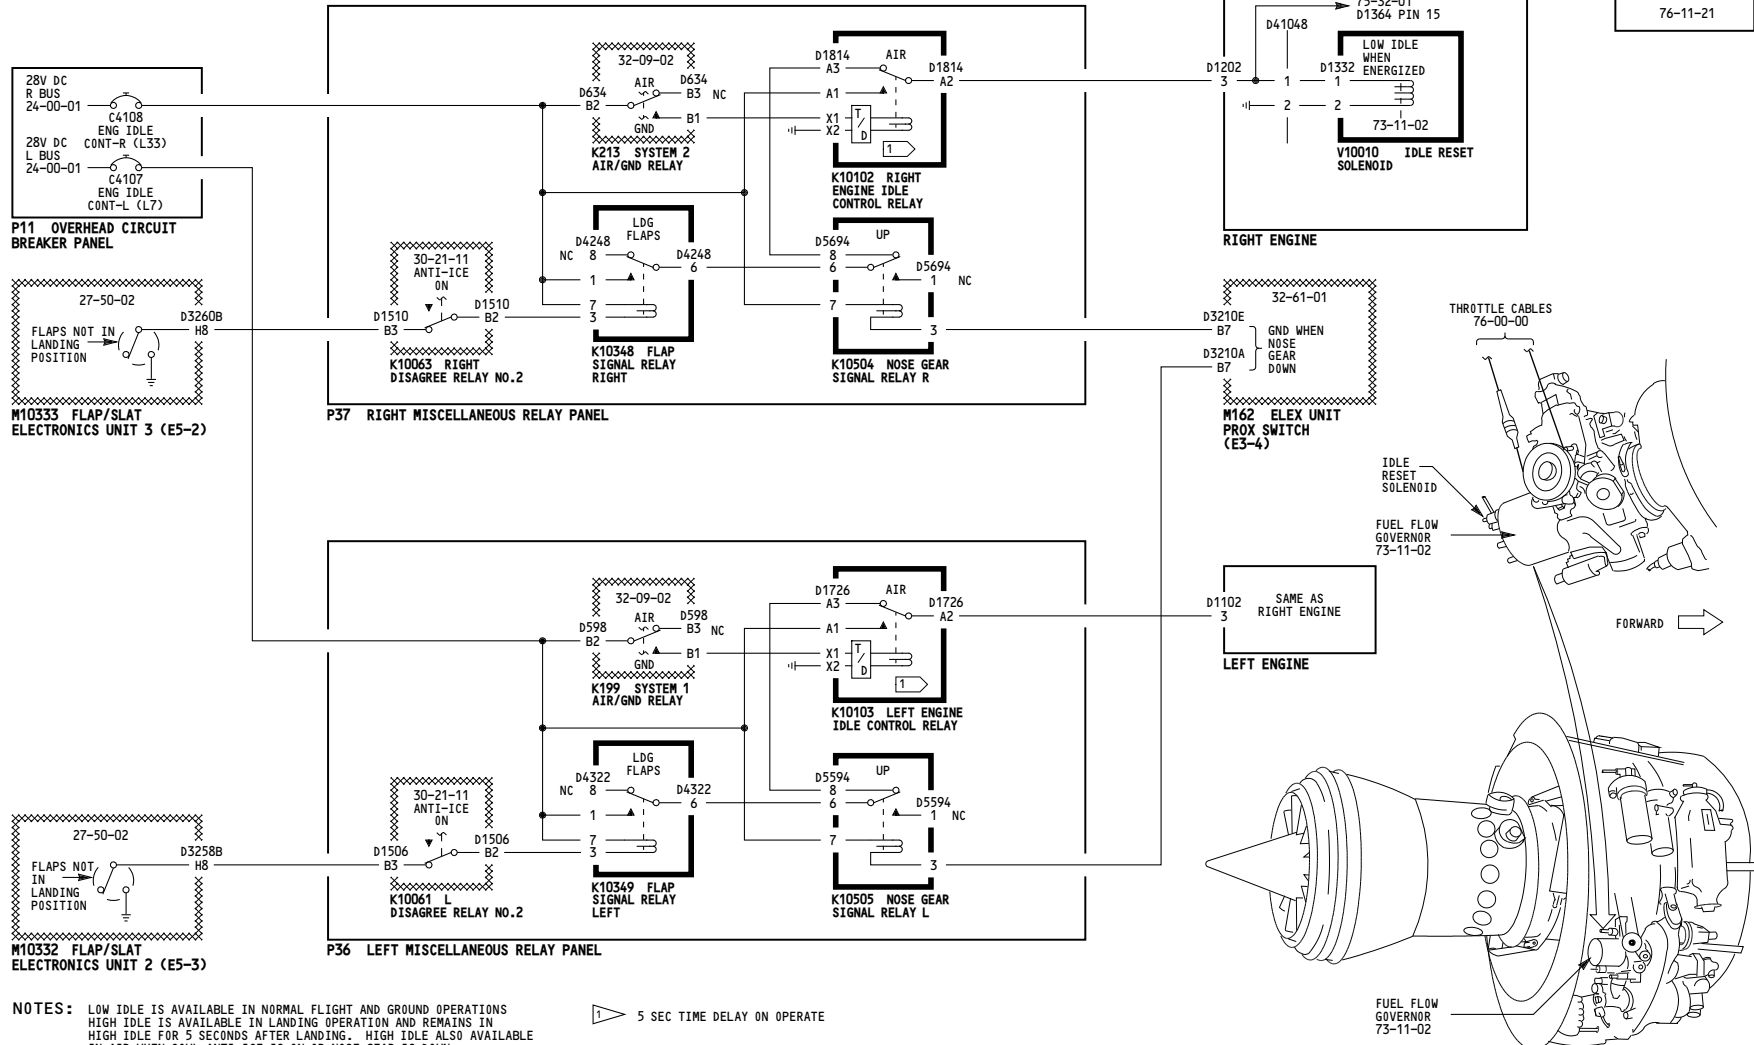 75-32-01
D1364 PIN 15
76-11-21
28V DC
R BUS
24-00-01
C4108
ENG IDLE
CONT-R (L33)
28V DC
L BUS
24-00-01
C4107
ENG IDLE
CONT-L (L7)
P11 OVERHEAD CIRCUIT
BREAKER PANEL
27-50-02
FLAPS NOT IN
LANDING
POSITION
D3260B
H8
M10333 FLAP/SLAT
ELECTRONICS UNIT 3 (E5-2)
32-09-02
AIR
GND
D634
B2
D634
B3
NC
B1
K213 SYSTEM 2
AIR/GND RELAY
D1814
A3
A1
X1
X2
AIR
T/D
1
D1814
A2
K10102 RIGHT
ENGINE IDLE
CONTROL RELAY
30-21-11
ANTI-ICE
ON
D1510
B3
D1510
B2
K10063 RIGHT
DISAGREE RELAY NO.2
LDG
FLAPS
D4248
NC 8
1
7
3
D4248
6
K10348 FLAP
SIGNAL RELAY
RIGHT
UP
D5694
8
6
7
D5694
1 NC
3
K10504 NOSE GEAR
SIGNAL RELAY R
P37 RIGHT MISCELLANEOUS RELAY PANEL
D1202
3
D41048
1
2
D1332
1
2
LOW IDLE
WHEN
ENERGIZED
73-11-02
V10010 IDLE RESET
SOLENOID
RIGHT ENGINE
32-61-01
D3210E
B7
D3210A
B7
GND WHEN
NOSE
GEAR
DOWN
M162 ELEX UNIT
PROX SWITCH
(E3-4)
THROTTLE CABLES
76-00-00
IDLE
RESET
SOLENOID
FUEL FLOW
GOVERNOR
73-11-02
FORWARD
32-09-02
AIR
GND
D598
B2
D598
B3
NC
B1
K199 SYSTEM 1
AIR/GND RELAY
D1726
A3
A1
X1
X2
AIR
T/D
1
D1726
A2
K10103 LEFT ENGINE
IDLE CONTROL RELAY
D1102
3
SAME AS
RIGHT ENGINE
LEFT ENGINE
27-50-02
FLAPS NOT
IN
LANDING
POSITION
D3258B
H8
M10332 FLAP/SLAT
ELECTRONICS UNIT 2 (E5-3)
30-21-11
ANTI-ICE
ON
D1506
B3
D1506
B2
K10061 L
DISAGREE RELAY NO.2
LDG
FLAPS
D4322
NC 8
1
7
3
D4322
6
K10349 FLAP
SIGNAL RELAY
LEFT
UP
D5594
8
6
7
D5594
1 NC
3
K10505 NOSE GEAR
SIGNAL RELAY L
P36 LEFT MISCELLANEOUS RELAY PANEL
FUEL FLOW
GOVERNOR
73-11-02
NOTES: LOW IDLE IS AVAILABLE IN NORMAL FLIGHT AND GROUND OPERATIONS
HIGH IDLE IS AVAILABLE IN LANDING OPERATION AND REMAINS IN
HIGH IDLE FOR 5 SECONDS AFTER LANDING. HIGH IDLE ALSO AVAILABLE
1 5 SEC TIME DELAY ON OPERATE